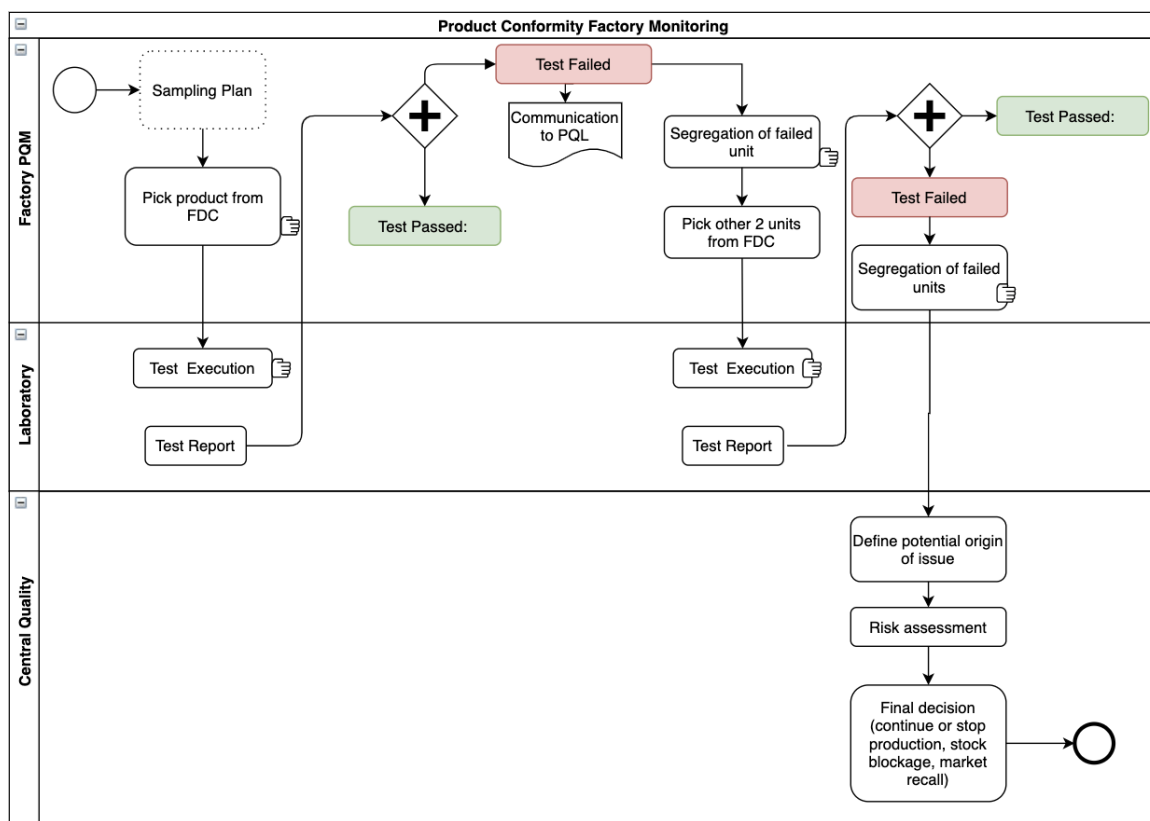 Product Conformity Factory Monitoring
Factory PQM
Sampling Plan
Pick product from
FDC
Test Failed
Communication
to PQL
Test Passed:
Segregation of failed
unit
Pick other 2 units
from FDC
Test Passed:
Test Failed
Segregation of failed
units
Laboratory
Test Execution
Test Report
Test Execution
Test Report
Central Quality
Define potential origin
of issue
Risk assessment
Final decision
(continue or stop
production, stock
blockage, market
recall)